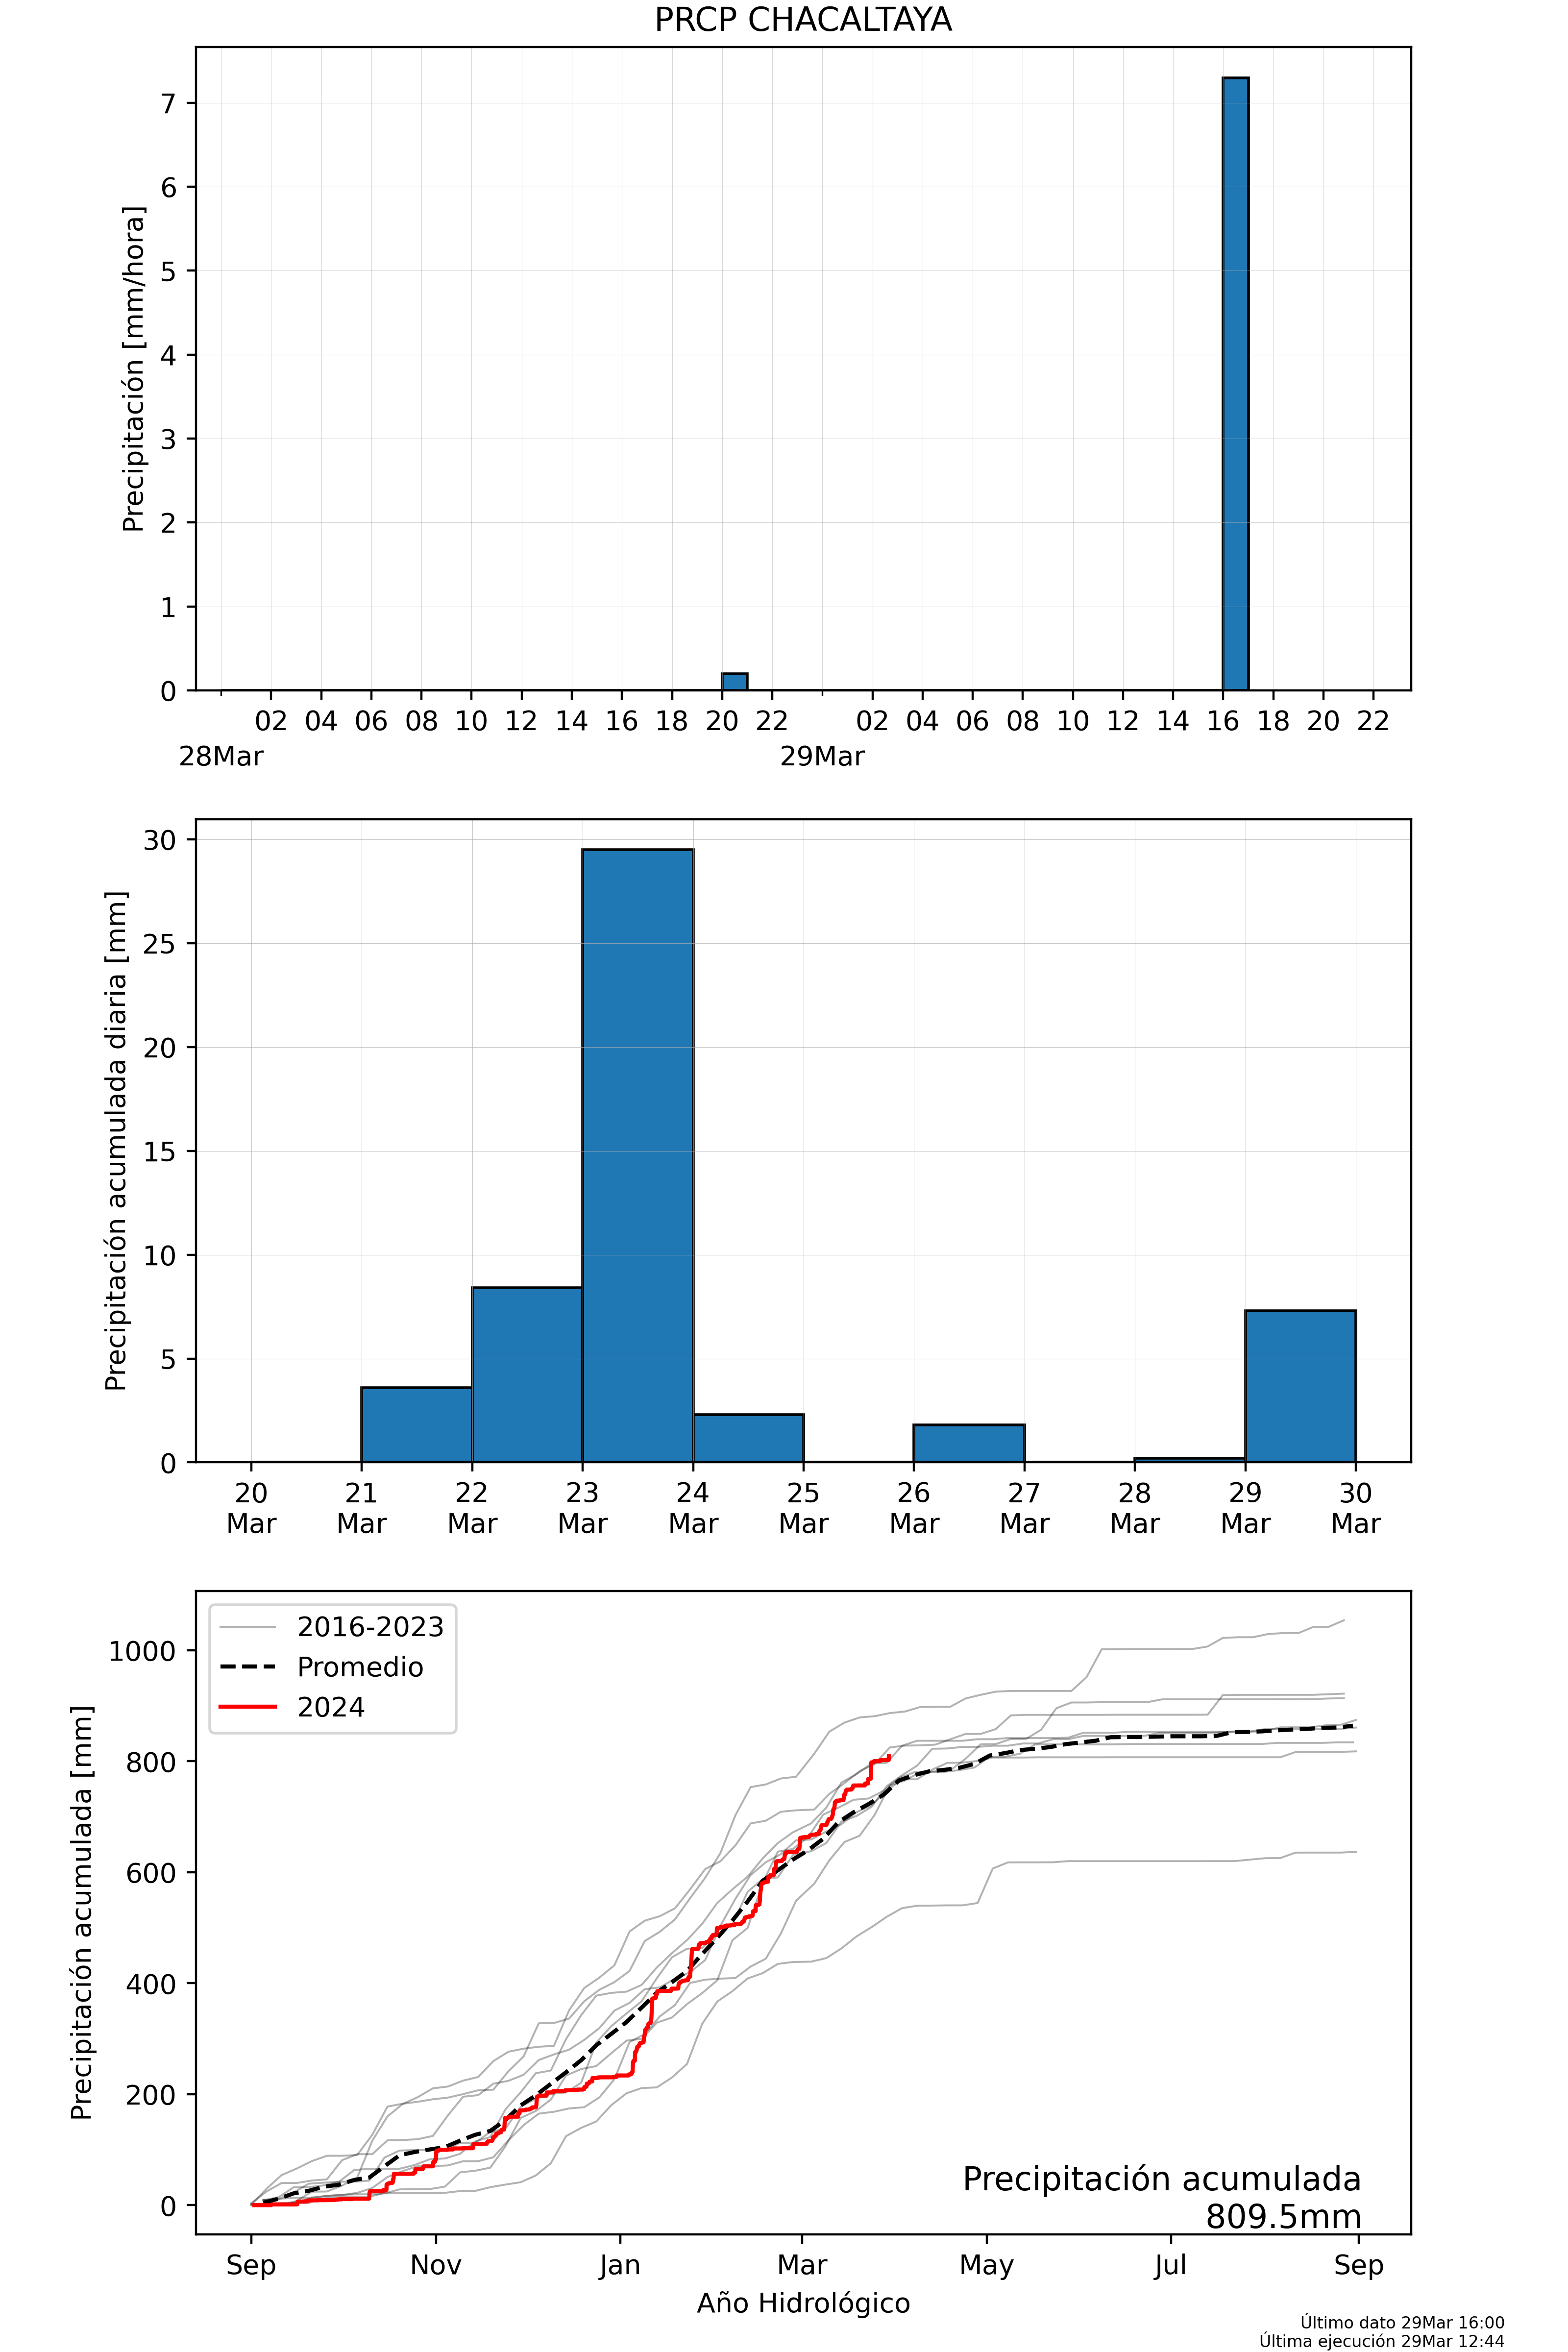 PRCP CHACALTAYA
Precipitación [mm/hora]
7
6
5
4
3
2
1
0
02 04 06 08 10 12 14 16 18 20 22 02 04 06 08 10 12 14 16 18 20 22
28Mar 29Mar
Precipitación acumulada diaria [mm]
30
25
20
15
10
5
0
20 21 22 23 24 25 26 27 28 29 30
Mar Mar Mar Mar Mar Mar Mar Mar Mar Mar Mar
Precipitación acumulada [mm]
1000
800
600
400
200
0
2016-2023
Promedio
2024
Precipitación acumulada
809.5mm
Sep Nov Jan Mar May Jul Sep
Año Hidrológico
Último dato 29Mar 16:00
Última ejecución 29Mar 12:44